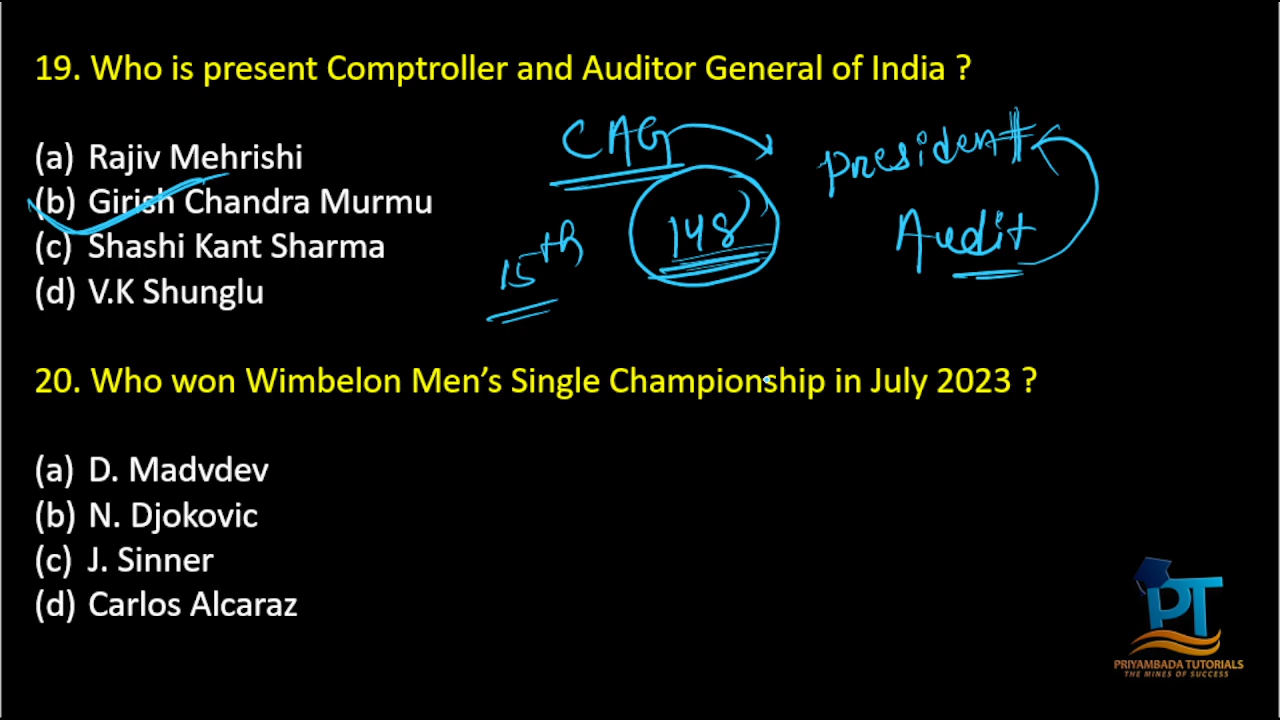 19. Who is present Comptroller and Auditor General of India ?
(a) Rajiv Mehrishi
(b) Girish Chandra Murmu
(c) Shashi Kant Sharma
(d) V.K Shunglu
CAG
President
148
Audit
15th
20. Who won Wimbelon Men's Single Championship in July 2023 ?
(a) D. Madvdev
(b) N. Djokovic
(c) J. Sinner
(d) Carlos Alcaraz
PT
PRIYAMBADA TUTORIALS
THE MINES OF SUCCESS